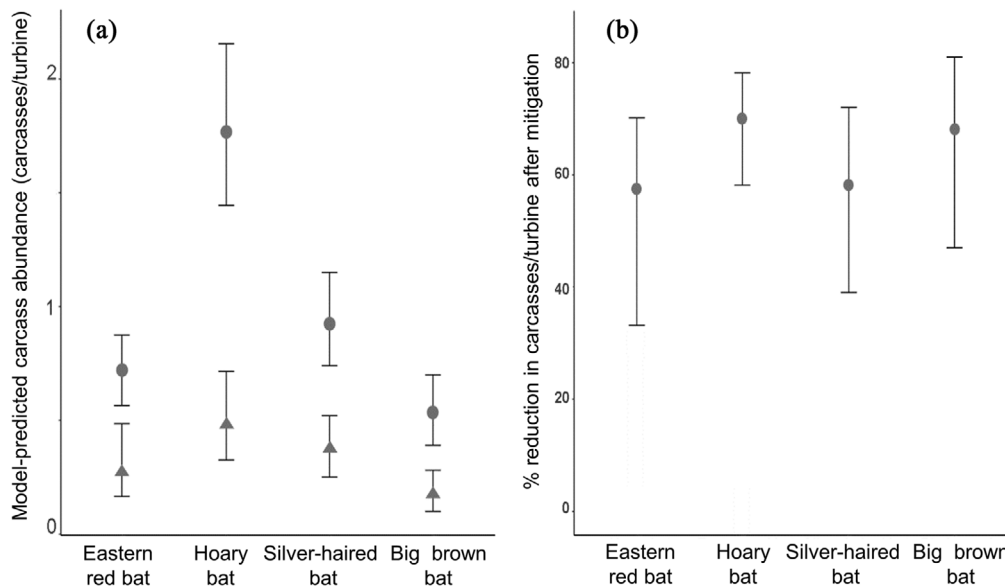 (a)
Model-predicted carcass abundance (carcasses/turbine)
2
1
0
Eastern
red bat
Hoary
bat
Silver-haired
bat
Big brown
bat
(b)
% reduction in carcasses/turbine after mitigation
80
60
40
20
0
Eastern
red bat
Hoary
bat
Silver-haired
bat
Big brown
bat